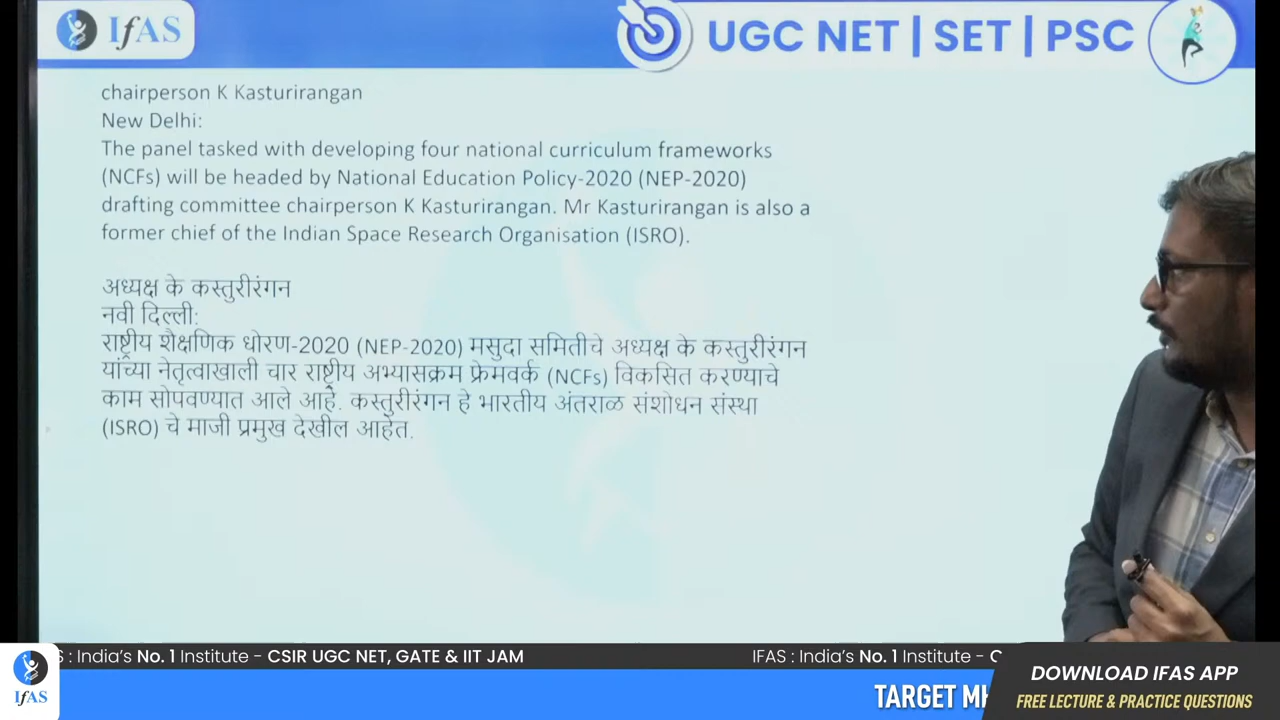 IfAS
UGC NET | SET | PSC
chairperson K Kasturirangan
New Delhi:
The panel tasked with developing four national curriculum frameworks
(NCFs) will be headed by National Education Policy-2020 (NEP-2020)
drafting committee chairperson K Kasturirangan. Mr Kasturirangan is also a
former chief of the Indian Space Research Organisation (ISRO).
अध्यक्ष के कस्तुरीरंगन
नवी दिल्ली:
राष्ट्रीय शैक्षणिक धोरण-2020 (NEP-2020) मसुदा समितीचे अध्यक्ष के कस्तुरीरंगन
यांच्या नेतृत्वाखाली चार राष्ट्रीय अभ्यासक्रम फ्रेमवर्क (NCFs) विकसित करण्याचे
काम सोपवण्यात आले आहे. कस्तुरीरंगन हे भारतीय अंतराळ संशोधन संस्था
(ISRO) चे माजी प्रमुख देखील आहेत.
S : India's No. 1 Institute - CSIR UGC NET, GATE & IIT JAM
IFAS : India's No. 1 Institute - C
IfAS
TARGET MH
DOWNLOAD IFAS APP
FREE LECTURE & PRACTICE QUESTIONS